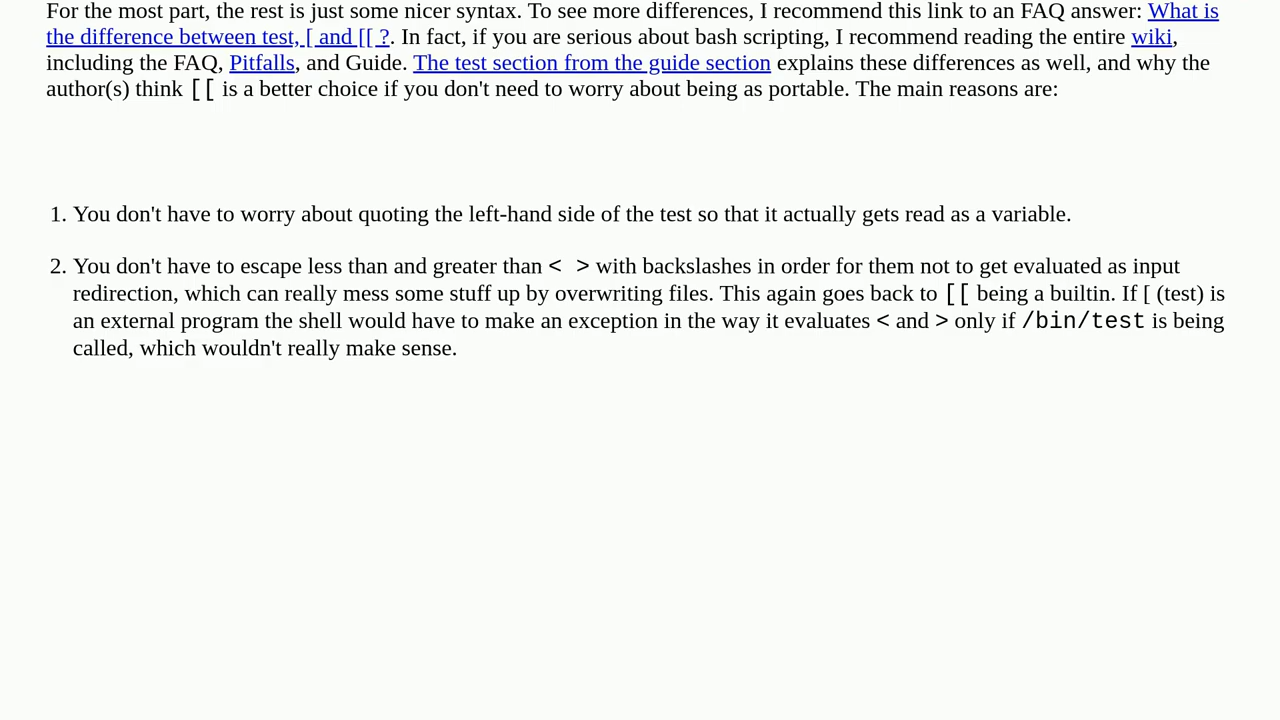 For the most part, the rest is just some nicer syntax. To see more differences, I recommend this link to an FAQ answer: What is
the difference between test, [ and [[ ?. In fact, if you are serious about bash scripting, I recommend reading the entire wiki,
including the FAQ, Pitfalls, and Guide. The test section from the guide section explains these differences as well, and why the
author(s) think [[ is a better choice if you don't need to worry about being as portable. The main reasons are:
1. You don't have to worry about quoting the left-hand side of the test so that it actually gets read as a variable.
2. You don't have to escape less than and greater than < > with backslashes in order for them not to get evaluated as input
redirection, which can really mess some stuff up by overwriting files. This again goes back to [[ being a builtin. If [ (test) is
an external program the shell would have to make an exception in the way it evaluates < and > only if /bin/test is being
called, which wouldn't really make sense.